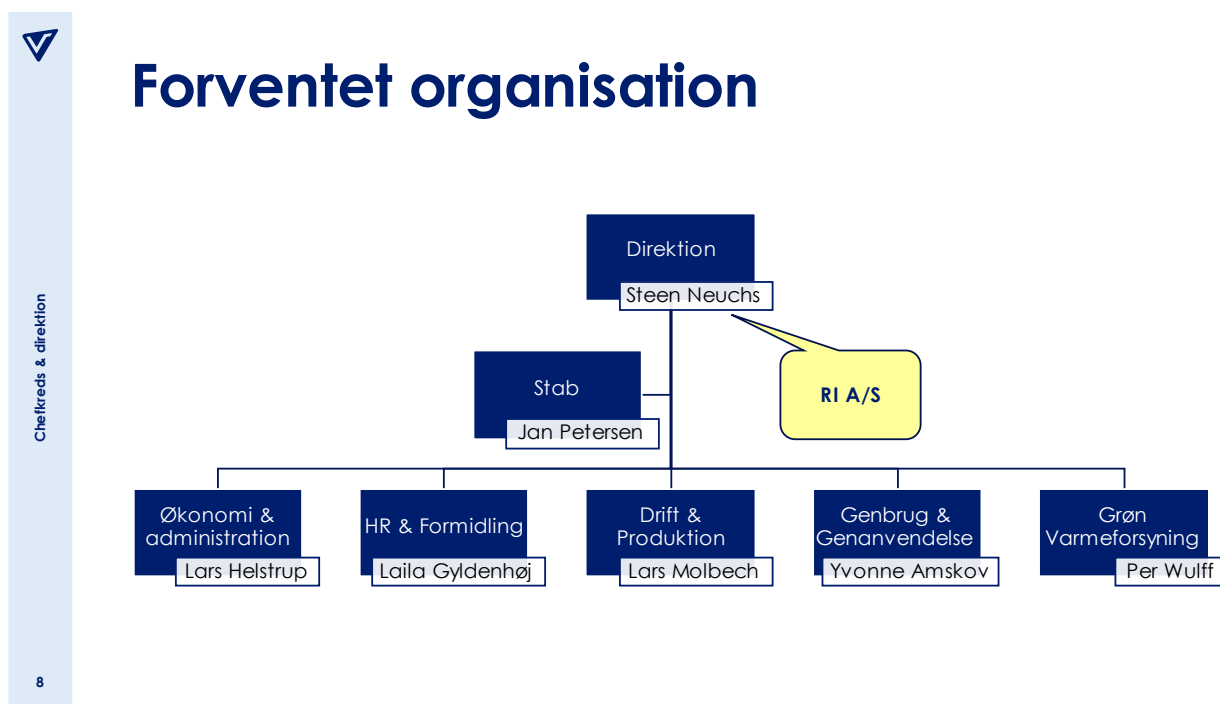 Forventet organisation
Direktion
Steen Neuchs
Stab
Jan Petersen
RI A/S
Økonomi &
administration
Lars Helstrup
HR & Formidling
Laila Gyldenhøj
Drift &
Produktion
Lars Molbech
Genbrug &
Genanvendelse
Yvonne Amskov
Grøn
Varmeforsyning
Per Wulff
Chefkreds & direktion
8